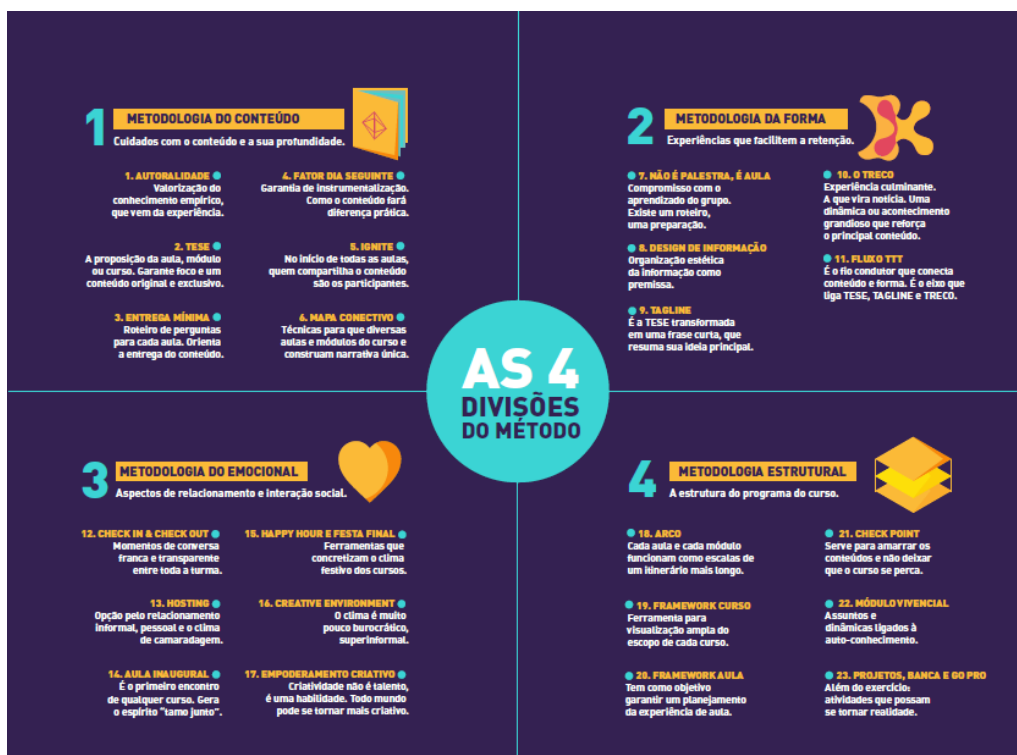 1
METODOLOGIA DO CONTEÚDO
Cuidados com o conteúdo e a sua profundidade.
1. AUTORALIDADE
Valorização do
conhecimento empírico,
que vem da experiência.
2. TESE
A proposição da aula, módulo
ou curso. Garante foco e um
conteúdo original e exclusivo.
3. ENTREGA MÍNIMA
Roteiro de perguntas
para cada aula. Orienta
a entrega do conteúdo.
4. FATOR DIA SEGUINTE
Garantia de instrumentalização.
Como o conteúdo fará
diferença prática.
5. IGNITE
No início de todas as aulas,
quem compartilha o conteúdo
são os participantes.
6. MAPA CONECTIVO
Técnicas para que diversas
aulas e módulos do curso e
construam narrativa única.
2
METODOLOGIA DA FORMA
Experiências que facilitem a retenção.
7. NÃO É PALESTRA, É AULA
Compromisso com o
aprendizado do grupo.
Existe um roteiro,
uma preparação.
8. DESIGN DE INFORMAÇÃO
Organização estética
da informação como
premissa.
9. TAGLINE
É a TESE transformada
em uma frase curta, que
resuma sua ideia principal.
10. O TRECO
Experiência culminante.
A que vira notícia. Uma
dinâmica ou acontecimento
grandioso que reforça
o principal conteúdo.
11. FLUXO TTT
É o fio condutor que conecta
conteúdo e forma. É o eixo que
liga TESE, TAGLINE e TRECO.
AS 4
DIVISÕES
DO MÉTODO
3
METODOLOGIA DO EMOCIONAL
Aspectos de relacionamento e interação social.
12. CHECK IN & CHECK OUT
Momentos de conversa
franca e transparente
entre toda a turma.
13. HOSTING
Opção pelo relacionamento
informal, pessoal e o clima
de camaradagem.
14. AULA INAUGURAL
É o primeiro encontro
de qualquer curso. Gera
o espírito "tamo junto".
15. HAPPY HOUR E FESTA FINAL
Ferramentas que
concretizam o clima
festivo dos cursos.
16. CREATIVE ENVIRONMENT
O clima é muito
pouco burocrático,
superinformal.
17. EMPODERAMENTO CRIATIVO
Criatividade não é talento,
é uma habilidade. Todo mundo
pode se tornar mais criativo.
4
METODOLOGIA ESTRUTURAL
A estrutura do programa do curso.
18. ARCO
Cada aula e cada módulo
funcionam como escalas de
um itinerário mais longo.
19. FRAMEWORK CURSO
Ferramenta para
visualização ampla do
escopo de cada curso.
20. FRAMEWORK AULA
Tem como objetivo
garantir um planejamento
da experiência de aula.
21. CHECK POINT
Serve para amarrar os
conteúdos e não deixar
que o curso se perca.
22. MÓDULO VIVENCIAL
Assuntos e
dinâmicas ligados à
auto-conhecimento.
23. PROJETOS, BANCA E GO PRO
Além do exercício:
atividades que possam
se tornar realidade.